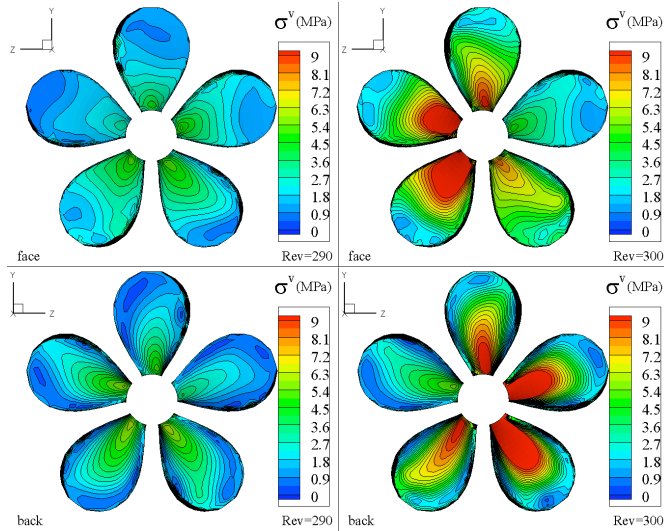 Y
Z
X
σᵛ (MPa)
9
8.1
7.2
6.3
5.4
4.5
3.6
2.7
1.8
0.9
0
face
Rev=290
Y
Z
X
σᵛ (MPa)
9
8.1
7.2
6.3
5.4
4.5
3.6
2.7
1.8
0.9
0
face
Rev=300
Y
X
Z
σᵛ (MPa)
9
8.1
7.2
6.3
5.4
4.5
3.6
2.7
1.8
0.9
0
back
Rev=290
Y
X
Z
σᵛ (MPa)
9
8.1
7.2
6.3
5.4
4.5
3.6
2.7
1.8
0.9
0
back
Rev=300